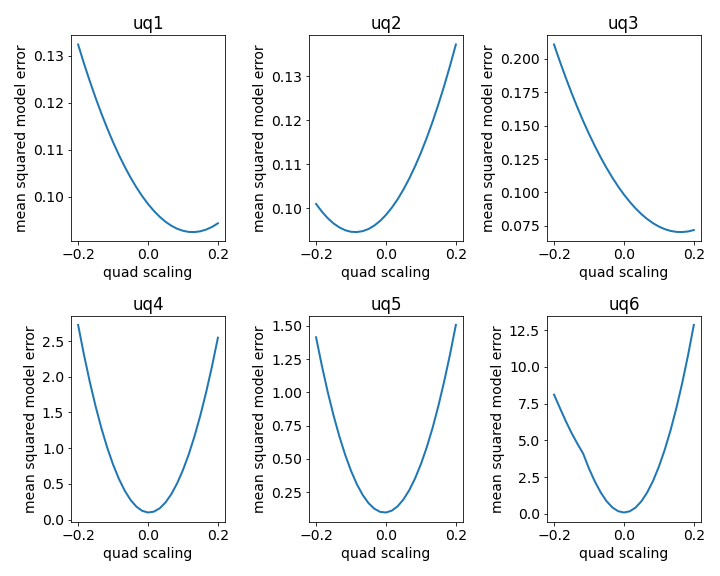 uq1
mean squared model error
0.13
0.12
0.11
0.10
−0.2 0.0 0.2
quad scaling
uq2
mean squared model error
0.13
0.12
0.11
0.10
−0.2 0.0 0.2
quad scaling
uq3
mean squared model error
0.200
0.175
0.150
0.125
0.100
0.075
−0.2 0.0 0.2
quad scaling
uq4
mean squared model error
2.5
2.0
1.5
1.0
0.5
0.0
−0.2 0.0 0.2
quad scaling
uq5
mean squared model error
1.50
1.25
1.00
0.75
0.50
0.25
−0.2 0.0 0.2
quad scaling
uq6
mean squared model error
12.5
10.0
7.5
5.0
2.5
0.0
−0.2 0.0 0.2
quad scaling